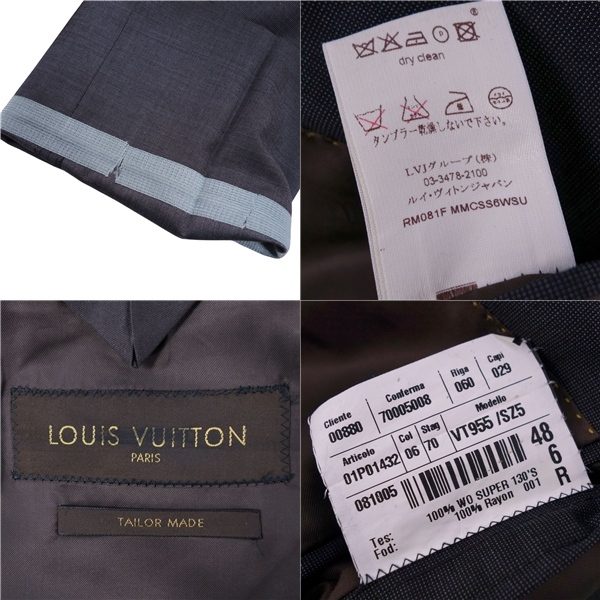 dry clean
タンブラー乾燥しないで下さい。
LVJグループ(株)
03-3478-2100
ルイ・ヴィトンジャパン
RM081F MMCSS6WSU
LOUIS VUITTON
PARIS
TAILOR MADE
Cliente Conferma Riga Capi
00880 70005008 060 029
Articolo Col Stag Modello
01P01432 06 70 VT955 /SZ5
081005
48
6
R
Tes: 100% WO SUPER 130'S
Fod: 100% Rayon 001